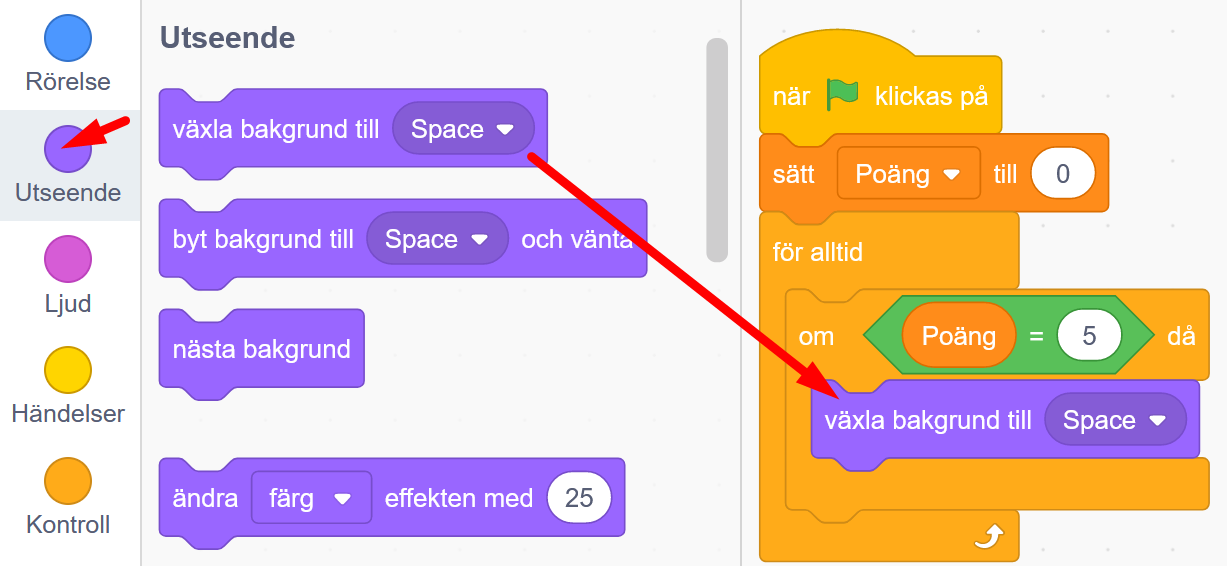 Rörelse
Utseende
Ljud
Händelser
Kontroll
Utseende
växla bakgrund till Space
byt bakgrund till Space och vänta
nästa bakgrund
ändra färg effekten med 25
när klickas på
sätt Poäng till 0
för alltid
om Poäng = 5 då
växla bakgrund till Space